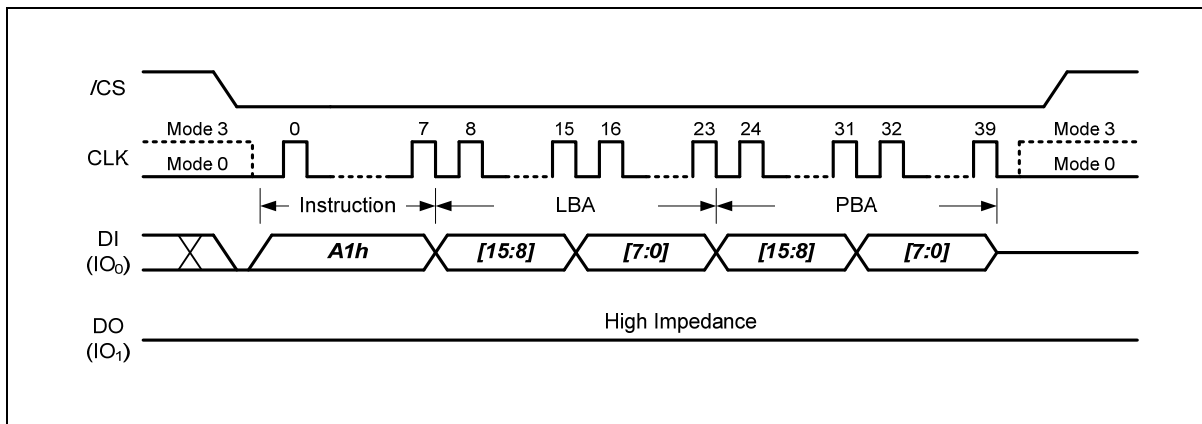 /CS
Mode 3 0 7 8 15 16 23 24 31 32 39 Mode 3
CLK
Mode 0 Mode 0
Instruction LBA PBA
DI
(IO₀)
A1h [15:8] [7:0] [15:8] [7:0]
High Impedance
DO
(IO₁)